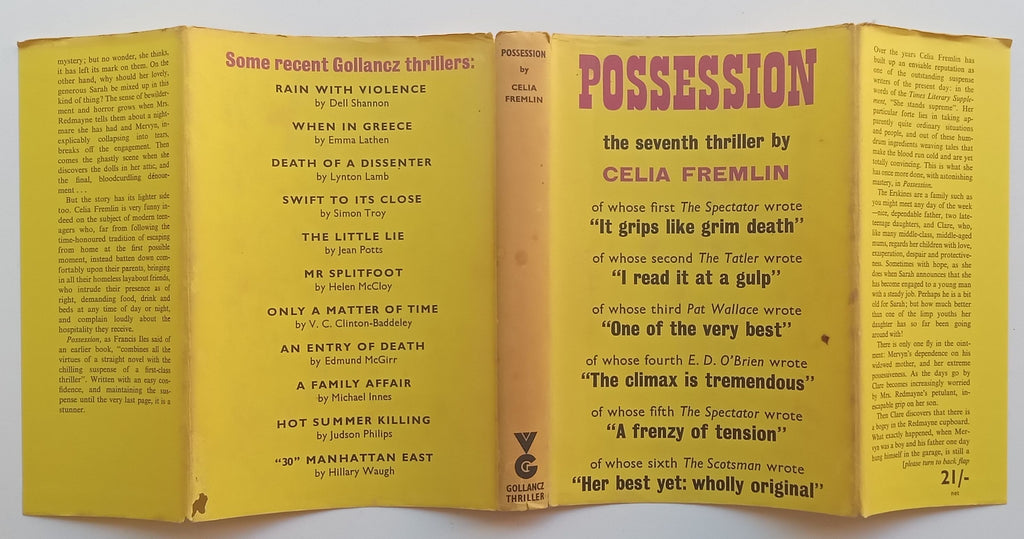 mystery; but no wonder, she thinks,
it has left its mark on them. On the
other hand, why should her lovely,
generous Sarah be mixed up in this
kind of thing? The sense of bewilder-
ment and horror grows when Mrs.
Redmayne tells them about a night-
mare she has had and Mervyn, in-
explicably collapsing into tears,
breaks off the engagement. Then
comes the ghastly scene when she
discovers the dolls in her attic, and
the final, bloodcurdling dénoue-
ment . . .
But the story has its lighter side
too. Celia Fremlin is very funny in-
deed on the subject of modern teen-
agers who, far from following the
time-honoured tradition of escaping
from home at the first possible
moment, instead batten down com-
fortably upon their parents, bringing
in all their homeless layabout friends,
who intrude their presence as of
right, demanding food, drink and
beds at any time of day or night,
and complain loudly about the
hospitality they receive.
Possession, as Francis Iles said of
an earlier book, "combines all the
virtues of a straight novel with the
chilling suspense of a first-class
thriller". Written with an easy con-
fidence, and maintaining the sus-
pense until the very last page, it is a
stunner.
Some recent Gollancz thrillers:
RAIN WITH VIOLENCE
by Dell Shannon
WHEN IN GREECE
by Emma Lathen
DEATH OF A DISSENTER
by Lynton Lamb
SWIFT TO ITS CLOSE
by Simon Troy
THE LITTLE LIE
by Jean Potts
MR SPLITFOOT
by Helen McCloy
ONLY A MATTER OF TIME
by V. C. Clinton-Baddeley
AN ENTRY OF DEATH
by Edmund McGirr
A FAMILY AFFAIR
by Michael Innes
HOT SUMMER KILLING
by Judson Philips
"30" MANHATTAN EAST
by Hillary Waugh
POSSESSION
by
CELIA
FREMLIN
VG
GOLLANCZ
THRILLER
POSSESSION
the seventh thriller by
CELIA FREMLIN
of whose first The Spectator wrote
"It grips like grim death"
of whose second The Tatler wrote
"I read it at a gulp"
of whose third Pat Wallace wrote
"One of the very best"
of whose fourth E. D. O'Brien wrote
"The climax is tremendous"
of whose fifth The Spectator wrote
"A frenzy of tension"
of whose sixth The Scotsman wrote
"Her best yet: wholly original"
Over the years Celia Fremlin has
built up an enviable reputation as
one of the outstanding suspense
writers of the present day: in the
words of the Times Literary Supple-
ment, "She stands supreme". Her
particular forte lies in taking ap-
parently quite ordinary situations
and people, and out of these hum-
drum ingredients weaving tales that
make the blood run cold and are yet
totally convincing. This is what she
has once more done, with astonishing
mastery, in Possession.
The Erskines are a family such as
you might meet any day of the week
—nice, dependable father, two late-
teenage daughters, and Clare, who,
like many middle-class, middle-aged
mums, regards her children with love,
exasperation, despair and protective-
ness. Sometimes with hope, as she
does when Sarah announces that she
has become engaged to a young man
with a steady job. Perhaps he is a bit
old for Sarah; but how much better
than one of the limp youths her
daughter has so far been going
around with!
There is only one fly in the oint-
ment: Mervyn's dependence on his
widowed mother, and her extreme
possessiveness. As the days go by
Clare becomes increasingly worried
by Mrs. Redmayne's petulant, in-
escapable grip on her son.
Then Clare discovers that there is
a bogey in the Redmayne cupboard.
What exactly happened, when Mer-
vyn was a boy and his father one day
hung himself in the garage, is still a
[please turn to back flap
21/-
net